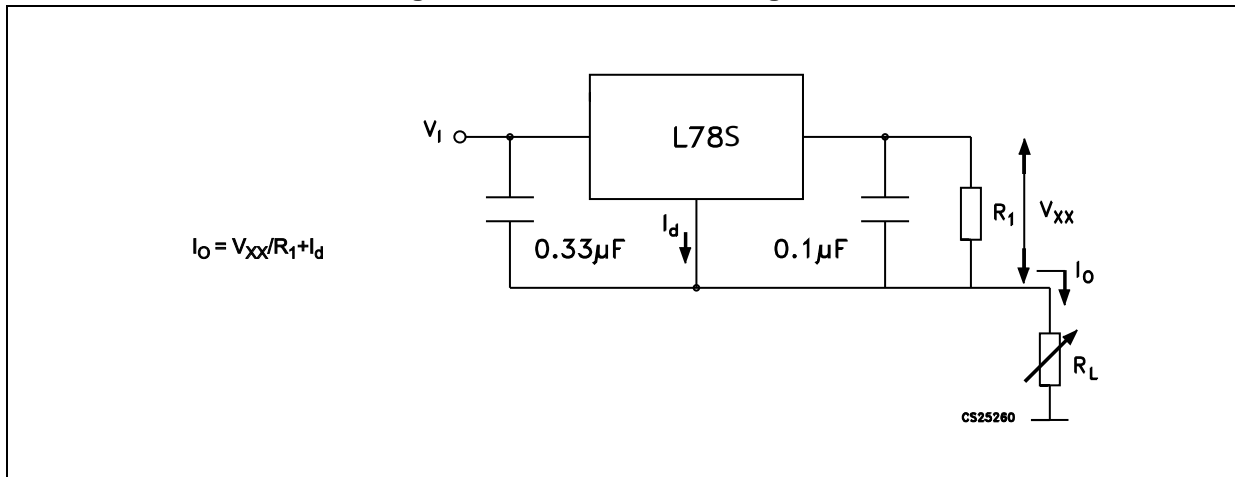 V_I
L78S
I_d
0.33µF
0.1µF
R_1
V_XX
I_O = V_XX/R_1+I_d
I_O
R_L
CS25260